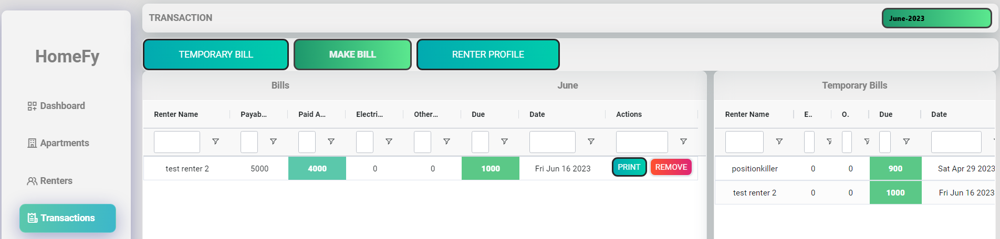 TRANSACTION
June-2023
HomeFy
Dashboard
Apartments
Renters
Transactions
TEMPORARY BILL MAKE BILL RENTER PROFILE
Bills June
Renter Name Payab... Paid A... Electri... Other... Due Date Actions
test renter 2 5000 4000 0 0 1000 Fri Jun 16 2023 PRINT REMOVE
Temporary Bills
Renter Name E.. O. Due Date
positionkiller 0 0 900 Sat Apr 29 2023
test renter 2 0 0 1000 Fri Jun 16 2023